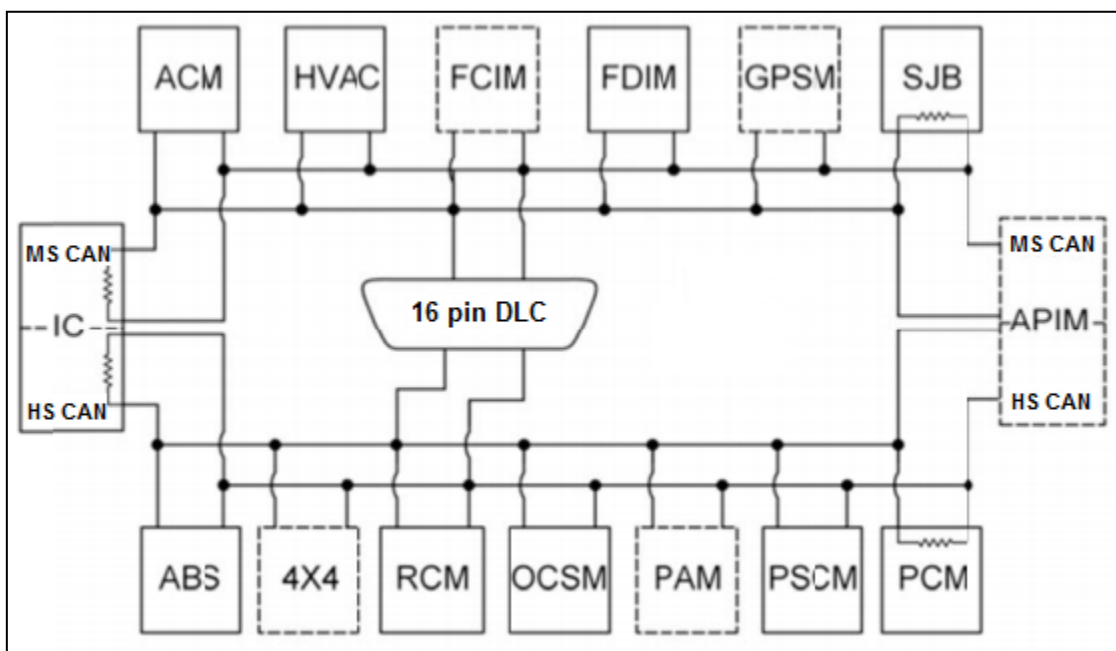 ACM
HVAC
FCIM
FDIM
GPSM
SJB
MS CAN
IC
HS CAN
16 pin DLC
MS CAN
APIM
HS CAN
ABS
4X4
RCM
OCSM
PAM
PSCM
PCM